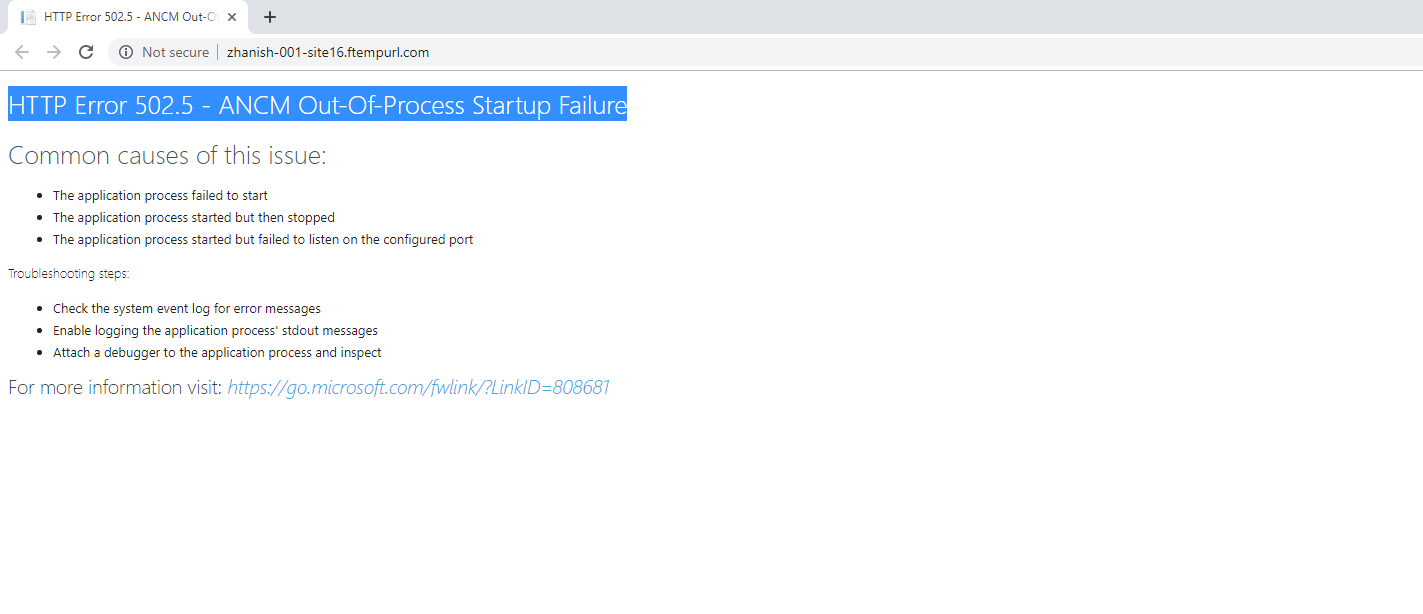 HTTP Error 502.5 - ANCM Out-O
Not secure
zhanish-001-site16.ftempurl.com
HTTP Error 502.5 - ANCM Out-Of-Process Startup Failure
Common causes of this issue:
The application process failed to start
The application process started but then stopped
The application process started but failed to listen on the configured port
Troubleshooting steps:
Check the system event log for error messages
Enable logging the application process' stdout messages
Attach a debugger to the application process and inspect
For more information visit: https://go.microsoft.com/fwlink/?LinkID=808681